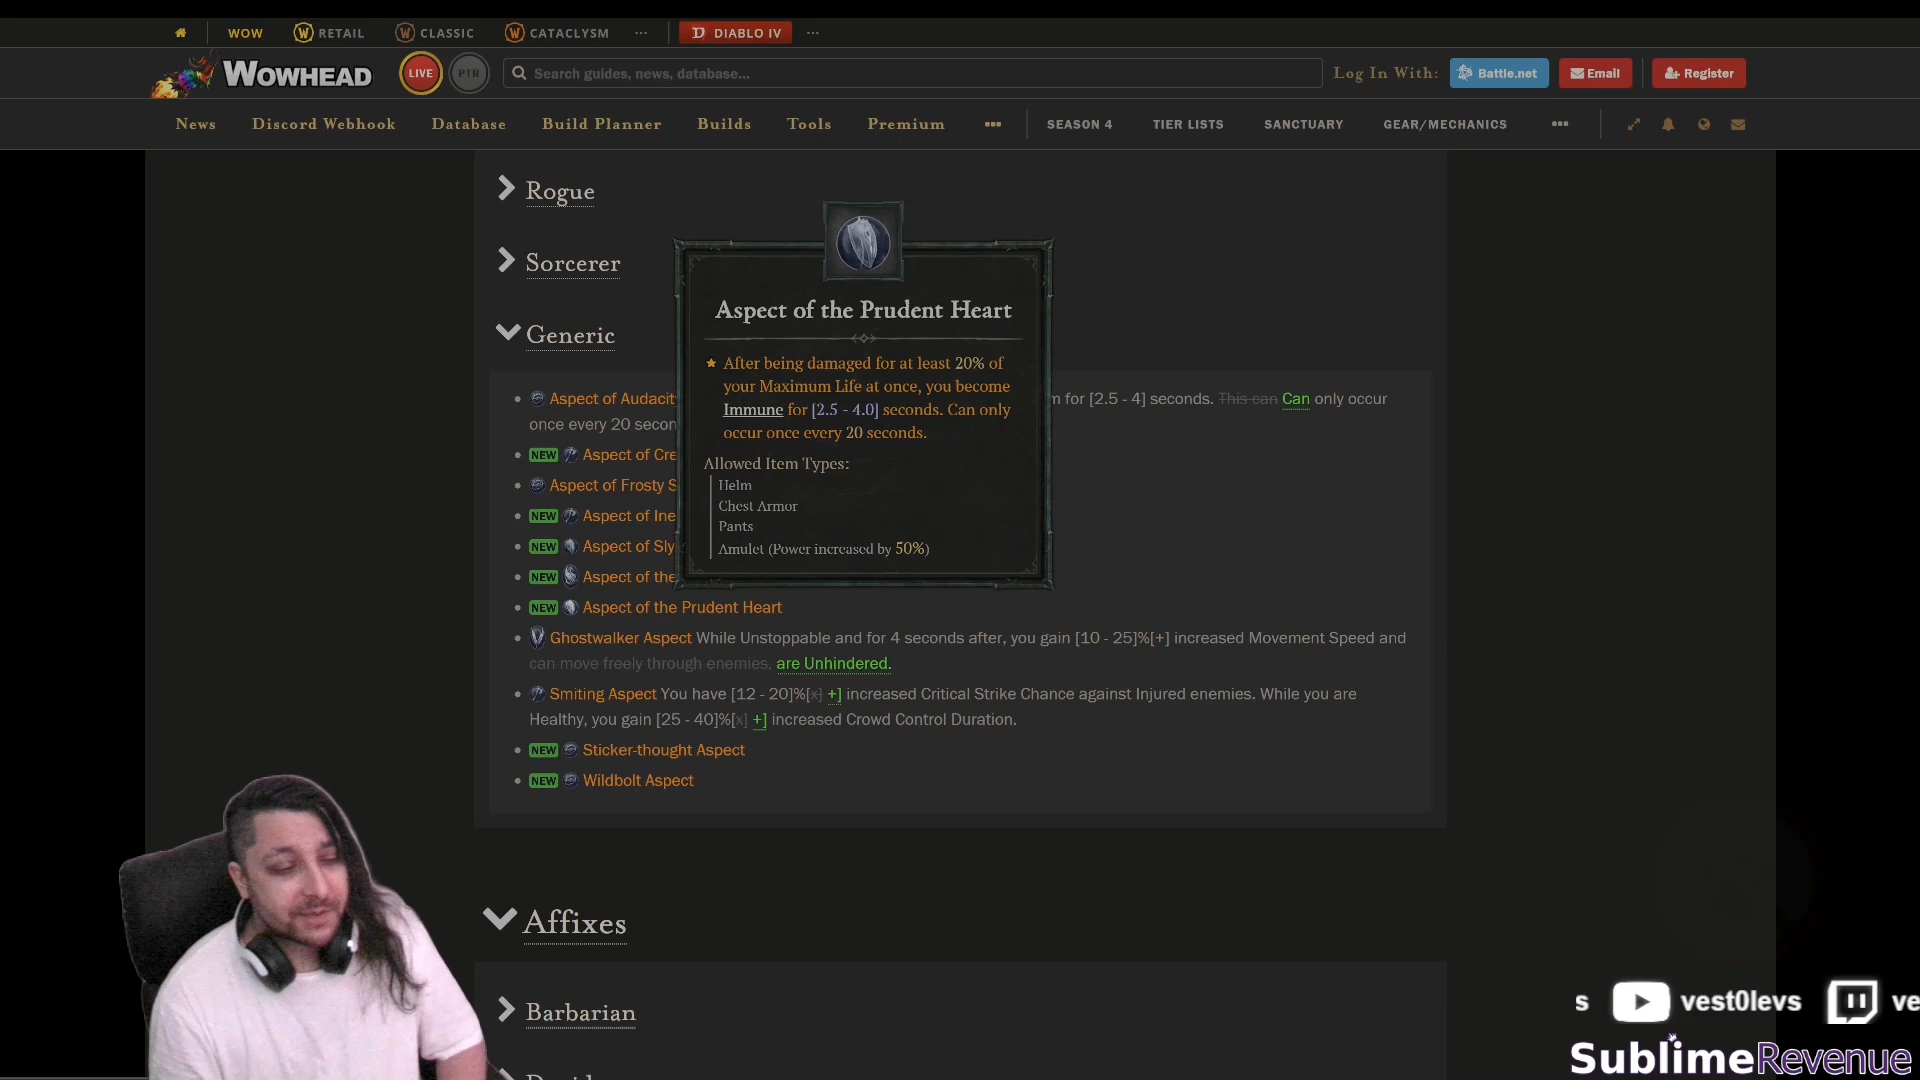 WOW
RETAIL
CLASSIC
CATACLYSM
...
DIABLO IV
...
WOWHEAD
LIVE
PTR
Search guides, news, database...
Log In With:
Battle.net
Email
Register
News
Discord Webhook
Database
Build Planner
Builds
Tools
Premium
•••
SEASON 4
TIER LISTS
SANCTUARY
GEAR/MECHANICS
•••
Rogue
Sorcerer
Generic
Aspect of the Prudent Heart
After being damaged for at least 20% of
your Maximum Life at once, you become
Immune for [2.5 - 4.0] seconds. Can only
occur once every 20 seconds.
Allowed Item Types:
Helm
Chest Armor
Pants
Amulet (Power increased by 50%)
Aspect of Audacit
for [2.5 - 4] seconds. This can Can only occur
once every 20 secon
NEW Aspect of Cre
Aspect of Frosty S
NEW Aspect of Ine
NEW Aspect of Sly
NEW Aspect of the
NEW Aspect of the Prudent Heart
Ghostwalker Aspect While Unstoppable and for 4 seconds after, you gain [10 - 25]%[+] increased Movement Speed and
can move freely through enemies. are Unhindered.
Smiting Aspect You have [12 - 20]%[x] +] increased Critical Strike Chance against Injured enemies. While you are
Healthy, you gain [25 - 40]%[x] +] increased Crowd Control Duration.
NEW Sticker-thought Aspect
NEW Wildbolt Aspect
Affixes
Barbarian
s
vest0levs
ve
SublimeRevenue